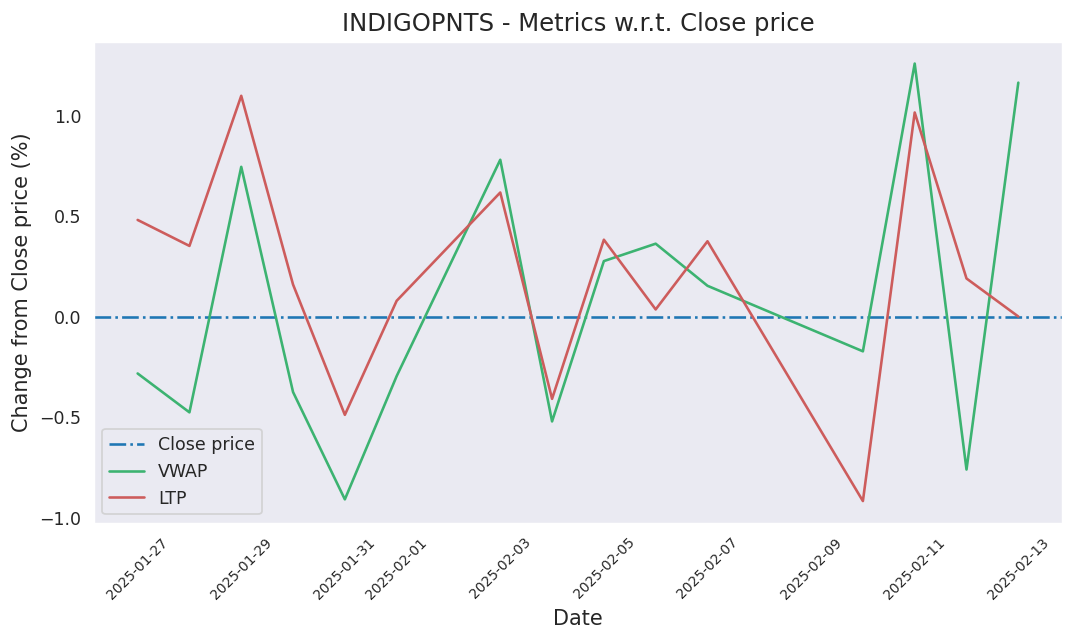 INDIGOPNTS - Metrics w.r.t. Close price
Change from Close price (%)
1.0
0.5
0.0
−0.5
−1.0
Close price
VWAP
LTP
2025-01-27
2025-01-29
2025-01-31
2025-02-01
2025-02-03
2025-02-05
2025-02-07
2025-02-09
2025-02-11
2025-02-13
Date